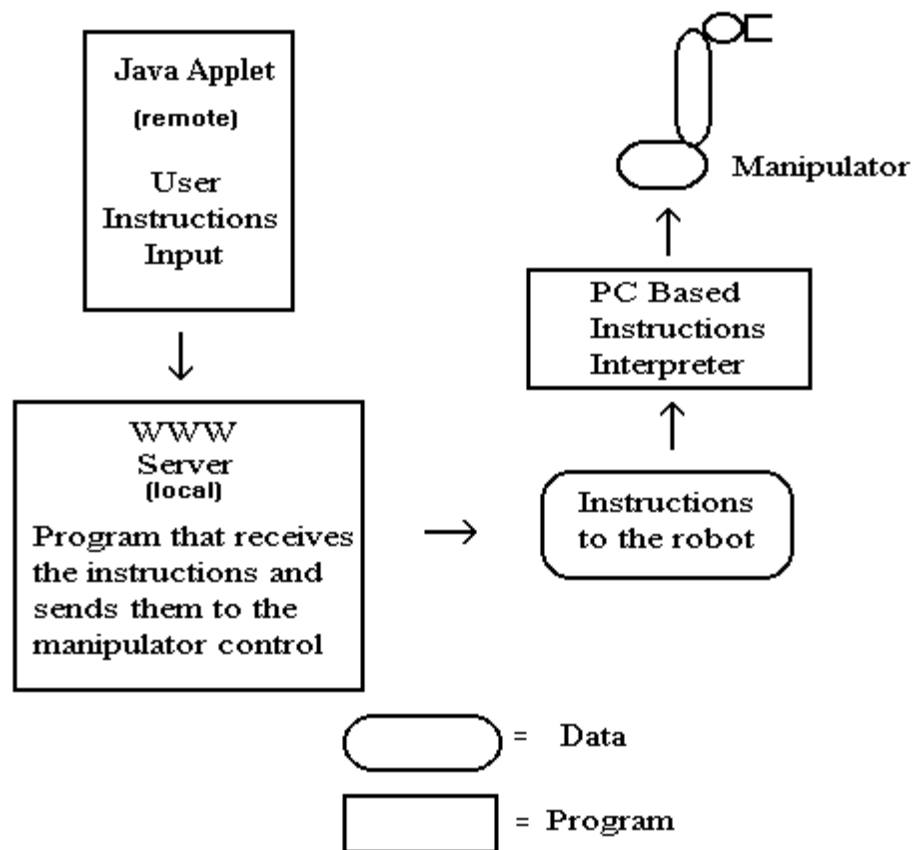 Java Applet
(remote)
User
Instructions
Input
WWW
Server
(local)
Program that receives
the instructions and
sends them to the
manipulator control
Instructions
to the robot
PC Based
Instructions
Interpreter
Manipulator
= Data
= Program